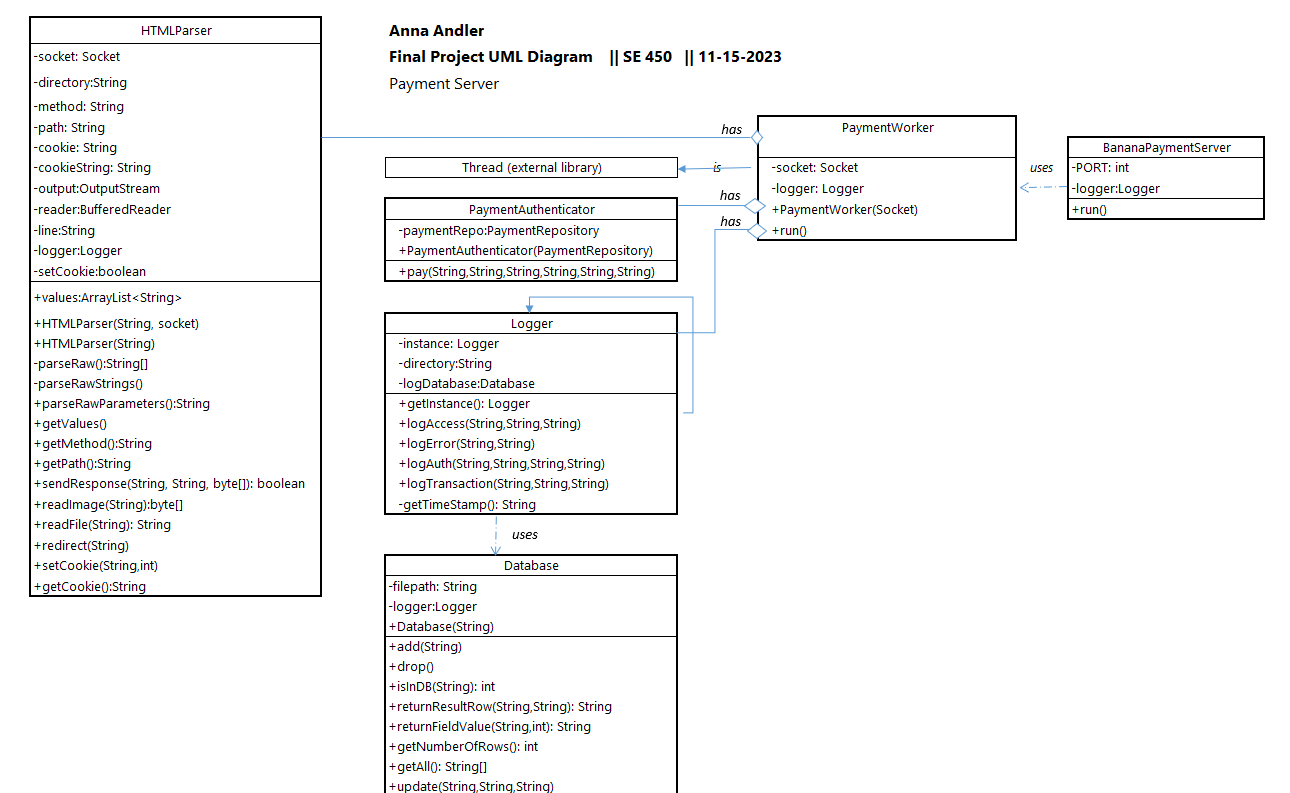 HTMLParser
-socket: Socket
-directory:String
-method: String
-path: String
-cookie: String
-cookieString: String
-output:OutputStream
-reader:BufferedReader
-line:String
-logger:Logger
-setCookie:boolean
+values:ArrayList<String>
+HTMLParser(String, socket)
+HTMLParser(String)
-parseRaw():String[]
-parseRawStrings()
+parseRawParameters():String
+getValues()
+getMethod():String
+getPath():String
+sendResponse(String, String, byte[]): boolean
+readImage(String):byte[]
+readFile(String): String
+redirect(String)
+setCookie(String,int)
+getCookie():String
Anna Andler
Final Project UML Diagram || SE 450 || 11-15-2023
Payment Server
has
is
has
has
Thread (external library)
PaymentAuthenticator
-paymentRepo:PaymentRepository
+PaymentAuthenticator(PaymentRepository)
+pay(String,String,String,String,String,String)
PaymentWorker
-socket: Socket
-logger: Logger
+PaymentWorker(Socket)
+run()
uses
BananaPaymentServer
-PORT: int
-logger:Logger
+run()
Logger
-instance: Logger
-directory:String
-logDatabase:Database
+getInstance(): Logger
+logAccess(String,String,String)
+logError(String,String)
+logAuth(String,String,String,String)
+logTransaction(String,String,String)
-getTimeStamp(): String
uses
Database
-filepath: String
-logger:Logger
+Database(String)
+add(String)
+drop()
+isInDB(String): int
+returnResultRow(String,String): String
+returnFieldValue(String,int): String
+getNumberOfRows(): int
+getAll(): String[]
+update(String,String,String)